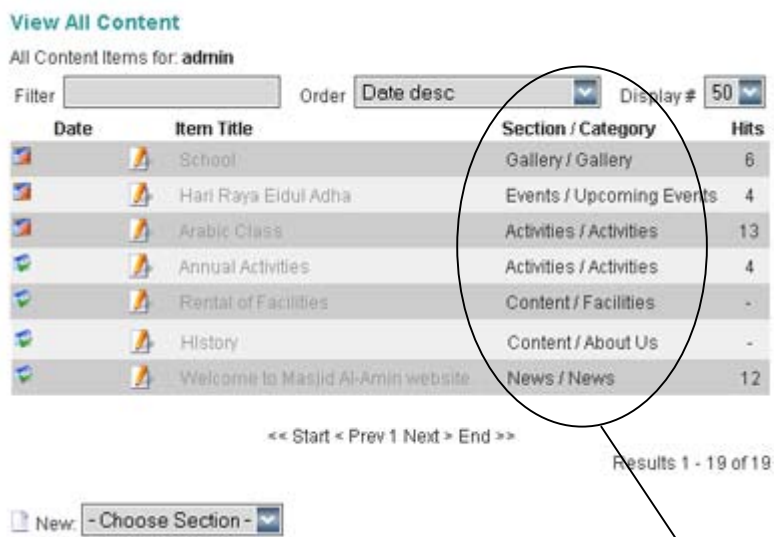 View All Content
All Content Items for: admin
Filter Order Date desc Display # 50
Date Item Title Section / Category Hits
School Gallery / Gallery 6
Hari Raya Eidul Adha Events / Upcoming Events 4
Arabic Class Activities / Activities 13
Annual Activities Activities / Activities 4
Rental of Facilities Content / Facilities -
History Content / About Us -
Welcome to Masjid Al-Amin website News / News 12
<< Start < Prev 1 Next > End >>
Results 1 - 19 of 19
New: - Choose Section -